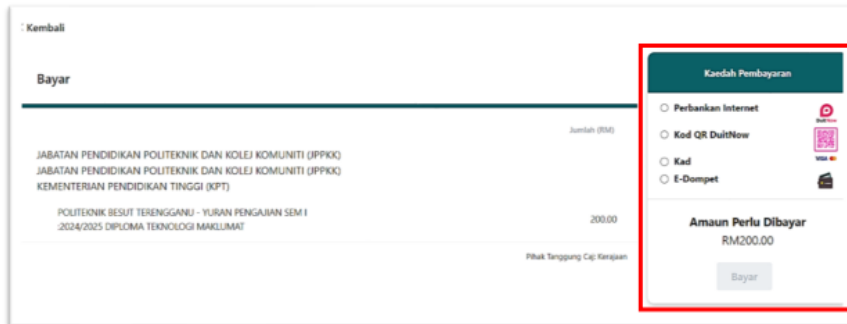 Kembali
Bayar
Jumlah (RM)
JABATAN PENDIDIKAN POLITEKNIK DAN KOLEJ KOMUNITI (JPPKK)
JABATAN PENDIDIKAN POLITEKNIK DAN KOLEJ KOMUNITI (JPPKK)
KEMENTERIAN PENDIDIKAN TINGGI (KPT)
POLITEKNIK BESUT TERENGGANU - YURAN PENGAJIAN SEM I
:2024/2025 DIPLOMA TEKNOLOGI MAKLUMAT
200.00
Pihak Tanggung Caj: Kerajaan
Kaedah Pembayaran
Perbankan Internet
DuitNow
Kod QR DuitNow
Kad
VISA
E-Dompet
Amaun Perlu Dibayar
RM200.00
Bayar